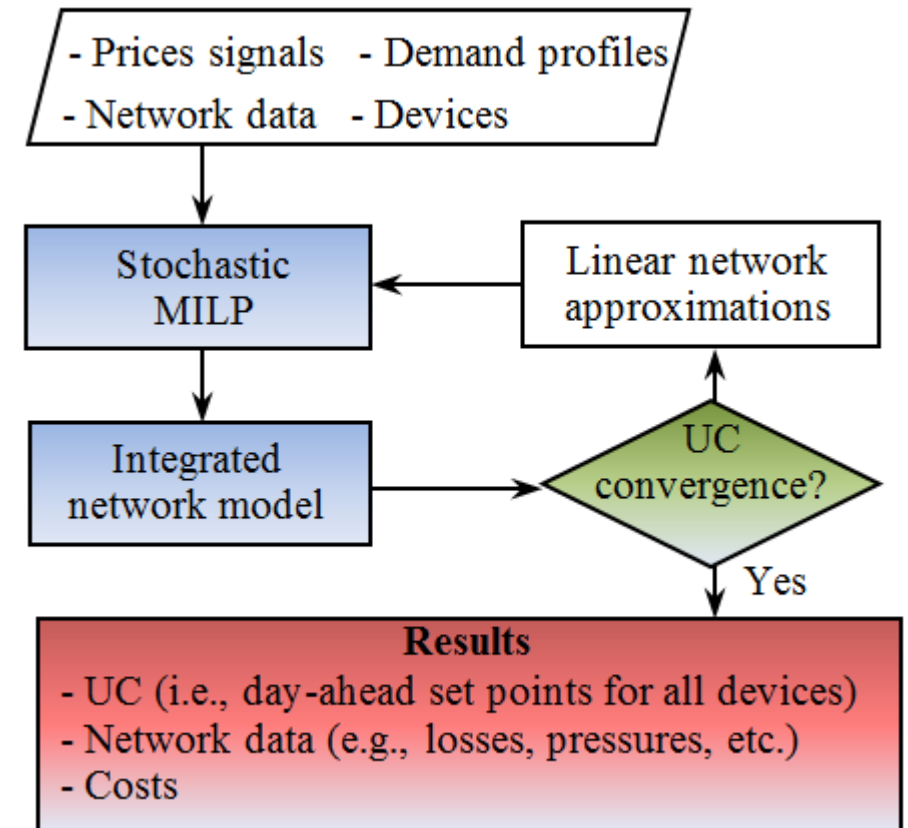 - Prices signals - Demand profiles
- Network data - Devices
Stochastic
MILP
Linear network
approximations
Integrated
network model
UC
convergence?
Yes
Results
- UC (i.e., day-ahead set points for all devices)
- Network data (e.g., losses, pressures, etc.)
- Costs